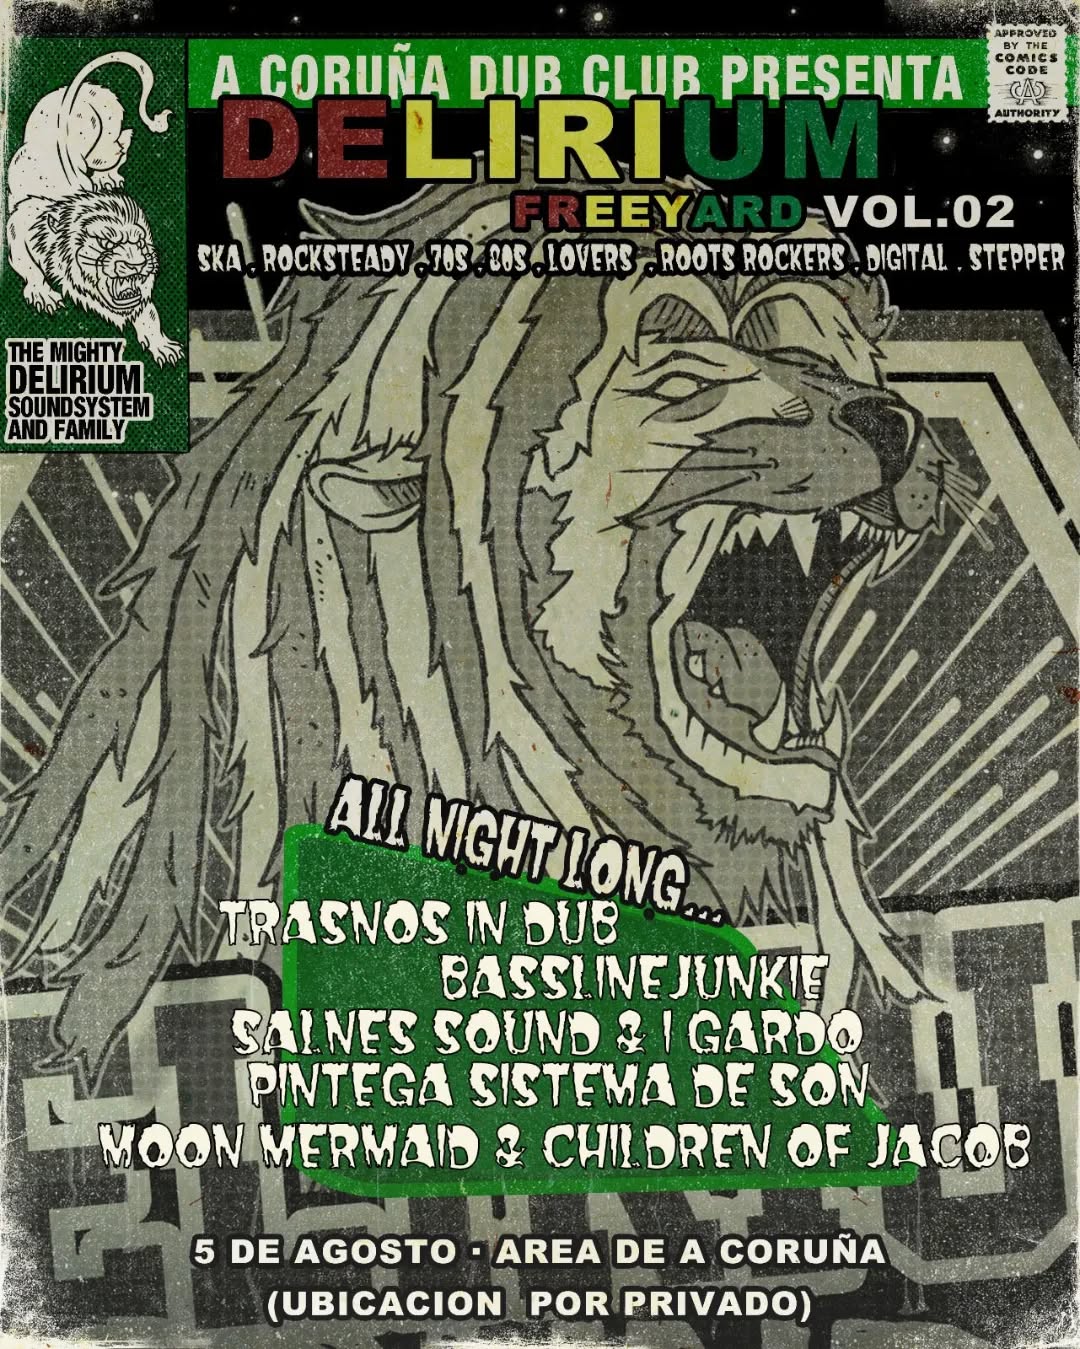 A CORUÑA DUB CLUB PRESENTA
APPROVED
BY THE
COMICS
CODE
CA
AUTHORITY
DELIRIUM
FREEYARD VOL.02
SKA . ROCKSTEADY . 70S . 80S . LOVERS . ROOTS ROCKERS . DIGITAL . STEPPER
THE MIGHTY
DELIRIUM
SOUNDSYSTEM
AND FAMILY
ALL NIGHT LONG...
TRASNOS IN DUB
BASSLINEJUNKIE
SALNES SOUND & I GARDO
PINTEGA SISTEMA DE SON
MOON MERMAID & CHILDREN OF JACOB
5 DE AGOSTO · AREA DE A CORUÑA
(UBICACION POR PRIVADO)